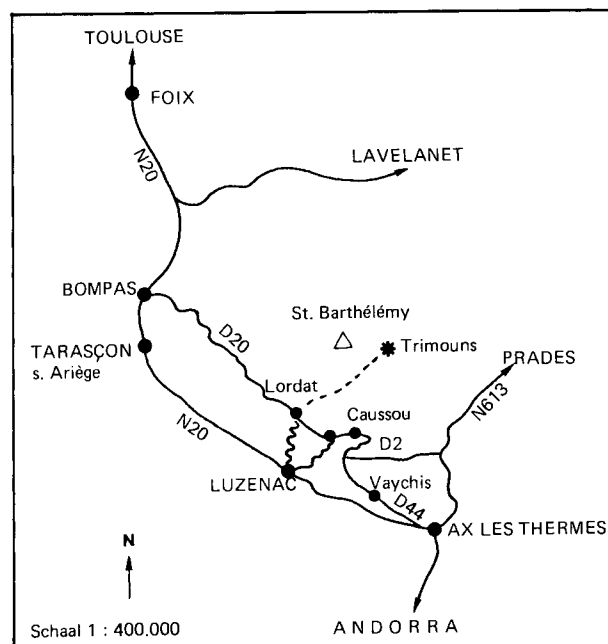 TOULOUSE
FOIX
N20
LAVELANET
BOMPAS
St. Barthélémy
D20
TARASÇON
s. Ariège
Trimouns
PRADES
Lordat
N613
N20
Caussou
D2
LUZENAC
Vaychis
D44
AX LES THERMES
N
Schaal 1 : 400.000
ANDORRA